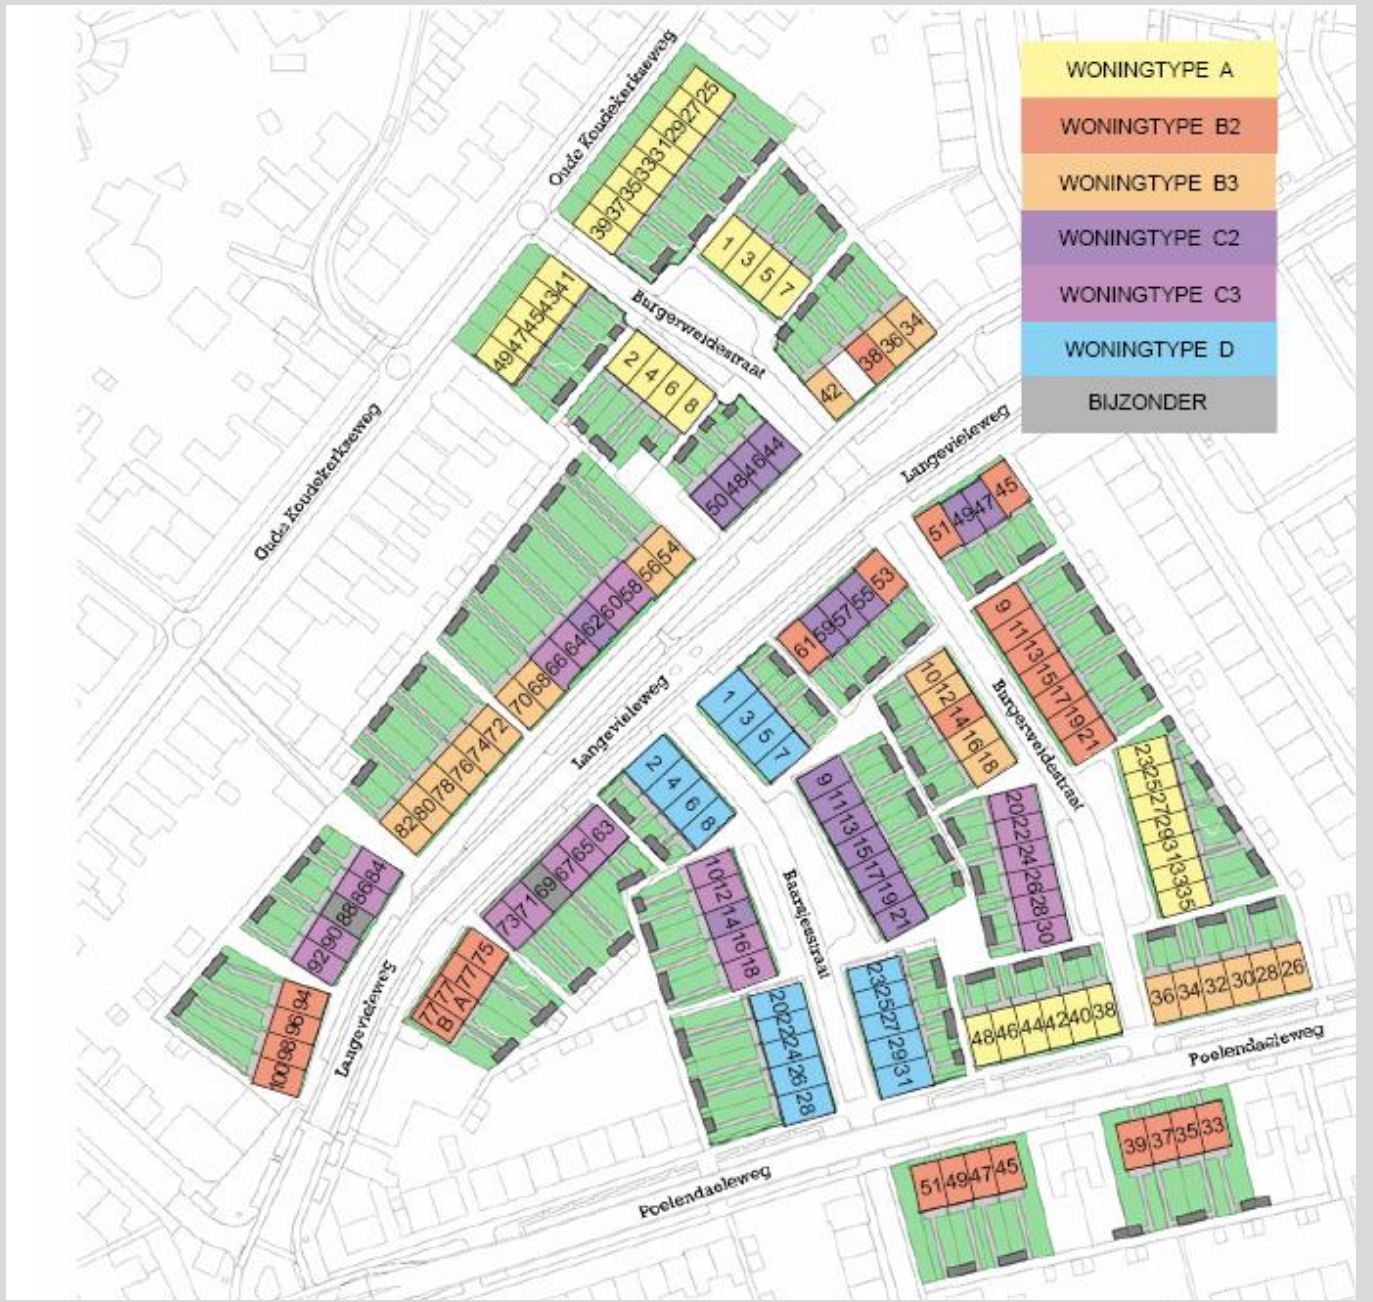 WONINGTYPE A
WONINGTYPE B2
WONINGTYPE B3
WONINGTYPE C2
WONINGTYPE C3
WONINGTYPE D
BIJZONDER
Oude Koudekerkseweg
39 37 35 33 31 29 27 25
1 3 5 7
49 47 45 43 41
Burgerweidestraat
2 4 6 8
42 38 36 34
50 48 46 44
Oude Koudekerkseweg
Langevieleweg
51 49 47 45
70 68 66 64 62 60 58 56 54
61 59 57 55 53
9 11 13 15 17 19 21
10 12 14 16 18
Burgerweidestraat
1 3 5 7
Langevieleweg
82 80 78 76 74 72
2 4 6 8
9 11 13 15 17 19 21
20 22 24 26 28 30
23 25 27 29 31 33 35
73 71 69 67 65 63
92 90 88 86 84
10 12 14 16 18
Baarsjesstraat
77B 77A 77 75
100 98 96 94
Langevieleweg
20 22 24 26 28
23 25 27 29 31
48 46 44 42 40 38
36 34 32 30 28 26
Poelendaeleweg
Poelendaeleweg
51 49 47 45
39 37 35 33